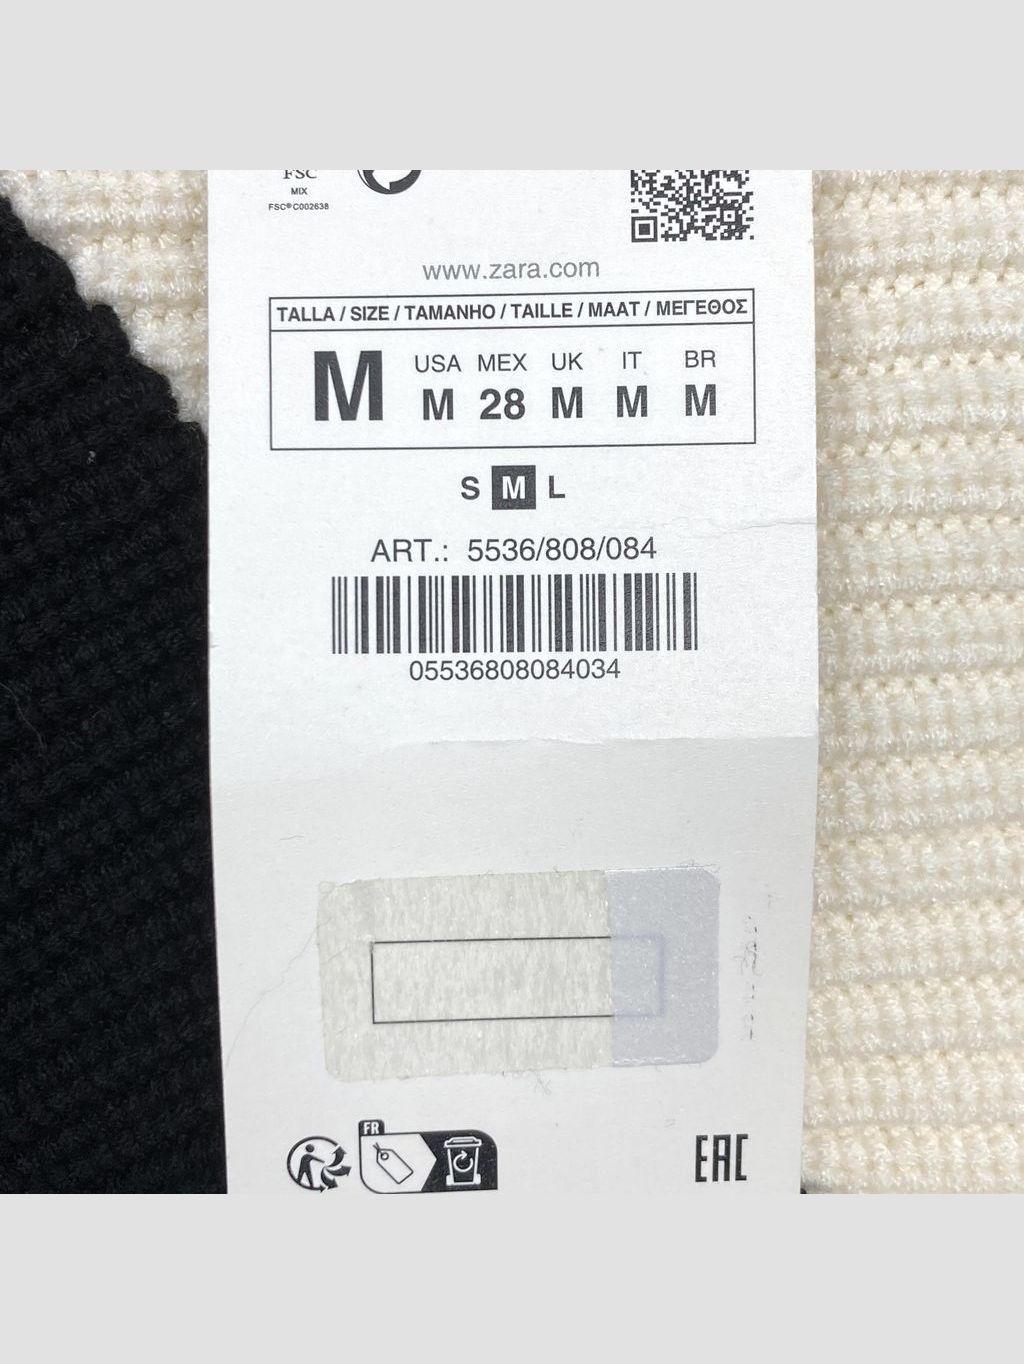 FSC
MIX
FSC® C002638
www.zara.com
TALLA / SIZE / TAMANHO / TAILLE / MAAT / ΜΕΓΕΘΟΣ
M
USA MEX UK IT BR
M 28 M M M
S M L
ART.: 5536/808/084
05536808084034
FR
EAC